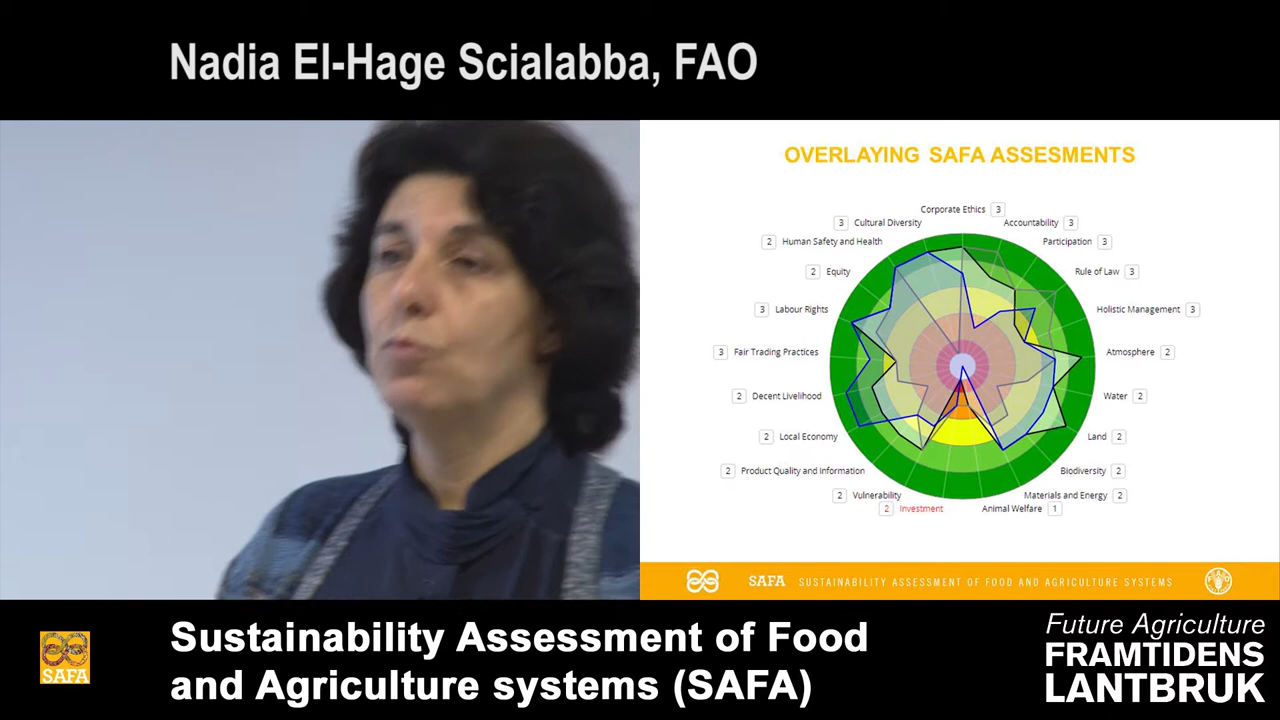 Nadia El-Hage Scialabba, FAO
OVERLAYING SAFA ASSESMENTS
Corporate Ethics 3
3 Cultural Diversity
Accountability 3
2 Human Safety and Health
Participation 3
2 Equity
Rule of Law 3
3 Labour Rights
Holistic Management 3
3 Fair Trading Practices
Atmosphere 2
2 Decent Livelihood
Water 2
2 Local Economy
Land 2
2 Product Quality and Information
Biodiversity 2
2 Vulnerability
Materials and Energy 2
2 Investment
Animal Welfare 1
SAFA SUSTAINABILITY ASSESSMENT OF FOOD AND AGRICULTURE SYSTEMS
SAFA
Sustainability Assessment of Food
and Agriculture systems (SAFA)
Future Agriculture
FRAMTIDENS
LANTBRUK